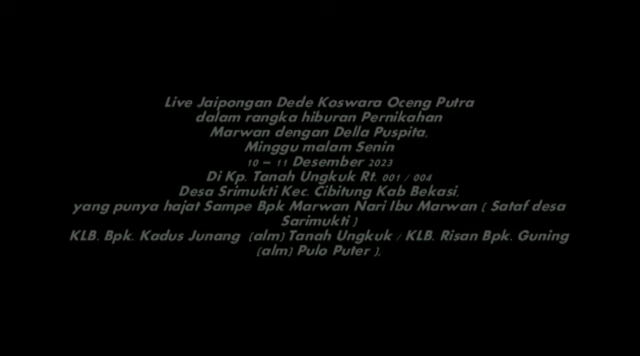 Live Jaipongan Dede Koswara Oceng Putra
dalam rangka hiburan Pernikahan
Marwan dengan Della Puspita,
Minggu malam Senin
10 - 11 Desember 2023
Di Kp. Tanah Ungkuk Rt. 001 / 004
Desa Srimukti Kec. Cibitung Kab Bekasi,
yang punya hajat Sampe Bpk Marwan Nari Ibu Marwan ( Sataf desa
Sarimukti )
KLB. Bpk. Kadus Junang (alm) Tanah Ungkuk / KLB. Risan Bpk. Guning
(alm) Pulo Puter ),